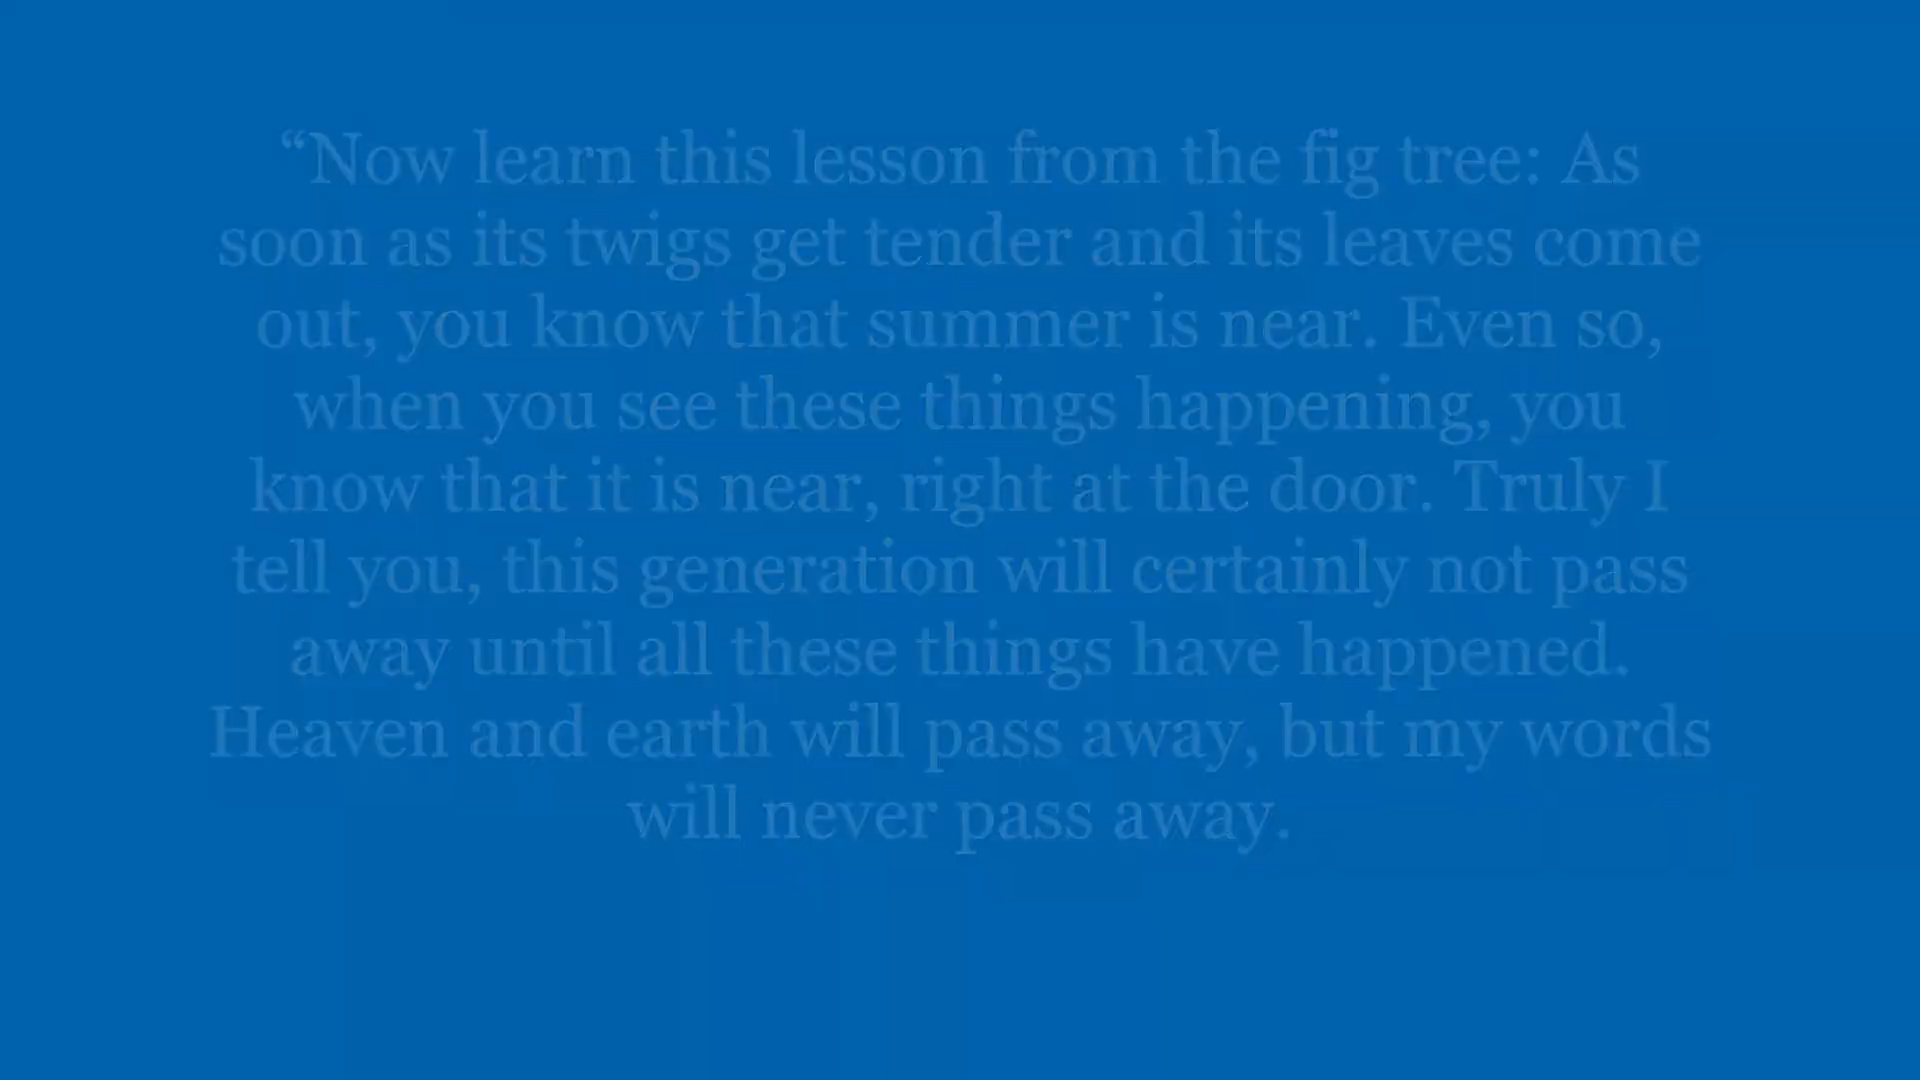 “Now learn this lesson from the fig tree: As
soon as its twigs get tender and its leaves come
out, you know that summer is near. Even so,
when you see these things happening, you
know that it is near, right at the door. Truly I
tell you, this generation will certainly not pass
away until all these things have happened.
Heaven and earth will pass away, but my words
will never pass away.